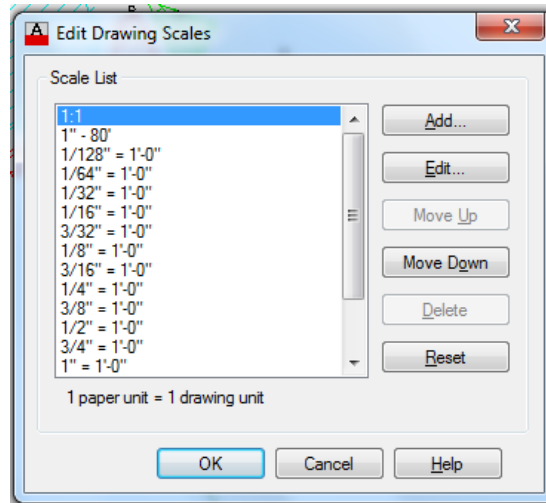 Edit Drawing Scales
Scale List
1:1
1" - 80'
1/128" = 1'-0"
1/64" = 1'-0"
1/32" = 1'-0"
1/16" = 1'-0"
3/32" = 1'-0"
1/8" = 1'-0"
3/16" = 1'-0"
1/4" = 1'-0"
3/8" = 1'-0"
1/2" = 1'-0"
3/4" = 1'-0"
1" = 1'-0"
Add...
Edit...
Move Up
Move Down
Delete
Reset
1 paper unit = 1 drawing unit
OK
Cancel
Help